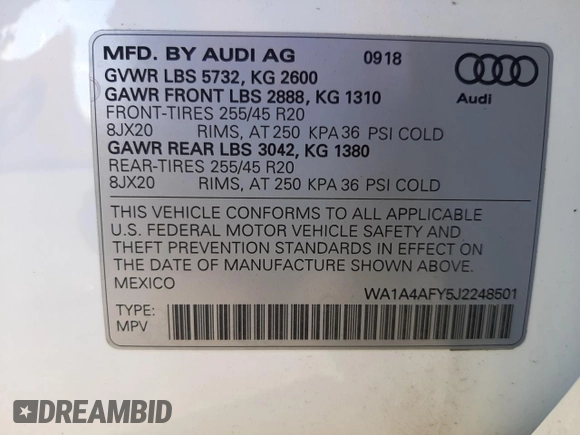 MFD. BY AUDI AG 0918
GVWR LBS 5732, KG 2600
GAWR FRONT LBS 2888, KG 1310
Audi
FRONT-TIRES 255/45 R20
8JX20 RIMS, AT 250 KPA 36 PSI COLD
GAWR REAR LBS 3042, KG 1380
REAR-TIRES 255/45 R20
8JX20 RIMS, AT 250 KPA 36 PSI COLD
THIS VEHICLE CONFORMS TO ALL APPLICABLE
U.S. FEDERAL MOTOR VEHICLE SAFETY AND
THEFT PREVENTION STANDARDS IN EFFECT ON
THE DATE OF MANUFACTURE SHOWN ABOVE.
MEXICO WA1A4AFY5J2248501
TYPE:
MPV
DREAMBID